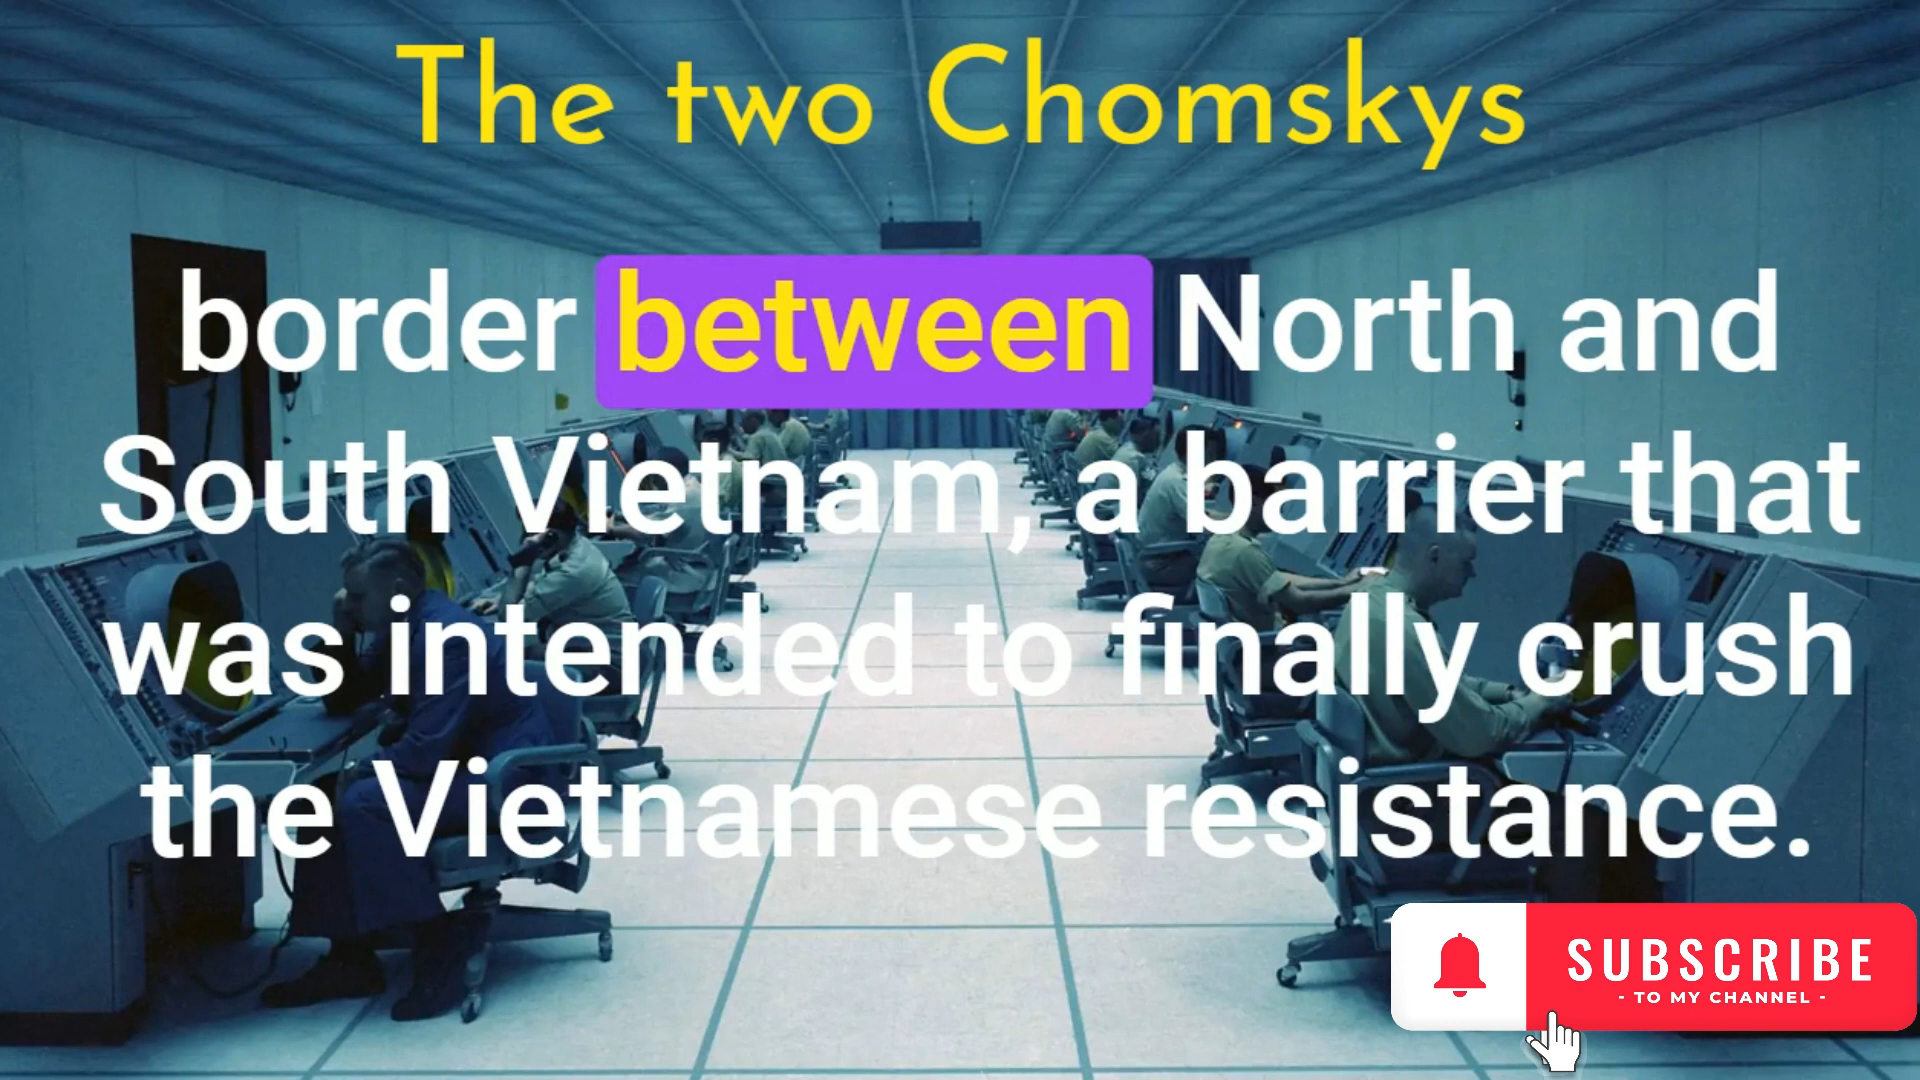 The two Chomskys
border between North and
South Vietnam, a barrier that
was intended to finally crush
the Vietnamese resistance.
SUBSCRIBE
- TO MY CHANNEL -